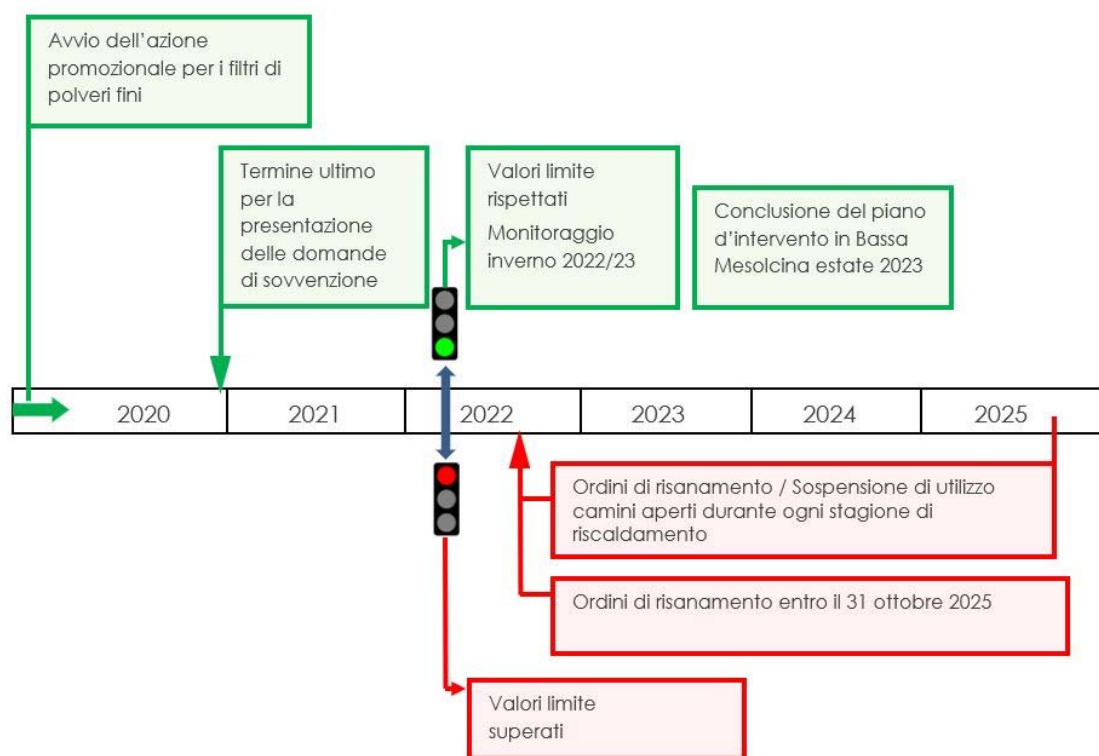 Avvio dell'azione
promozionale per i filtri di
polveri fini
Termine ultimo
per la
presentazione
delle domande
di sovvenzione
Valori limite
rispettati
Monitoraggio
inverno 2022/23
Conclusione del piano
d'intervento in Bassa
Mesolcina estate 2023
2020
2021
2022
2023
2024
2025
Ordini di risanamento / Sospensione di utilizzo
camini aperti durante ogni stagione di
riscaldamento
Ordini di risanamento entro il 31 ottobre 2025
Valori limite
superati